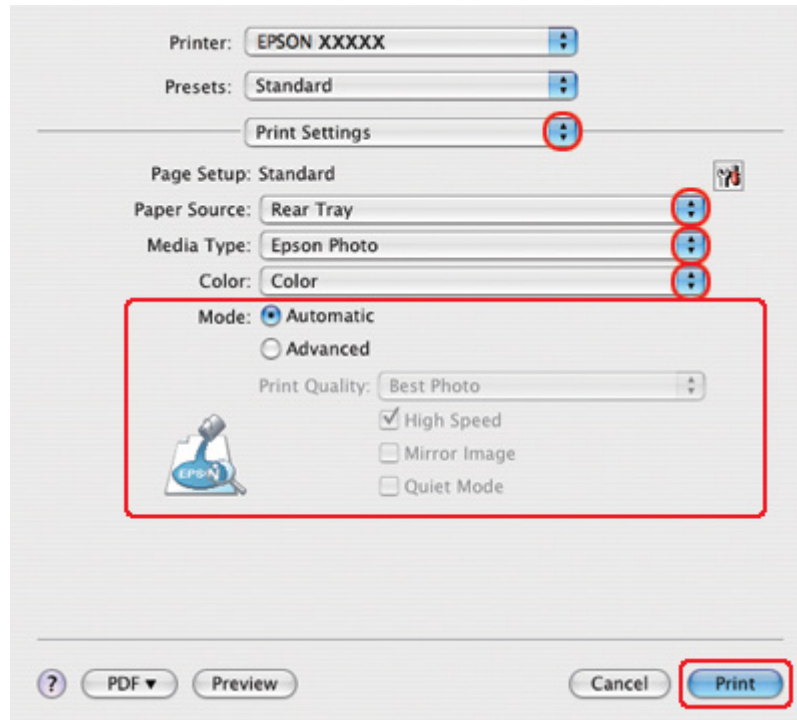 Printer: EPSON XXXXX
Presets: Standard
Print Settings
Page Setup: Standard
Paper Source: Rear Tray
Media Type: Epson Photo
Color: Color
Mode: Automatic
Advanced
Print Quality: Best Photo
High Speed
Mirror Image
Quiet Mode
EPSON
? PDF ▼ Preview Cancel Print